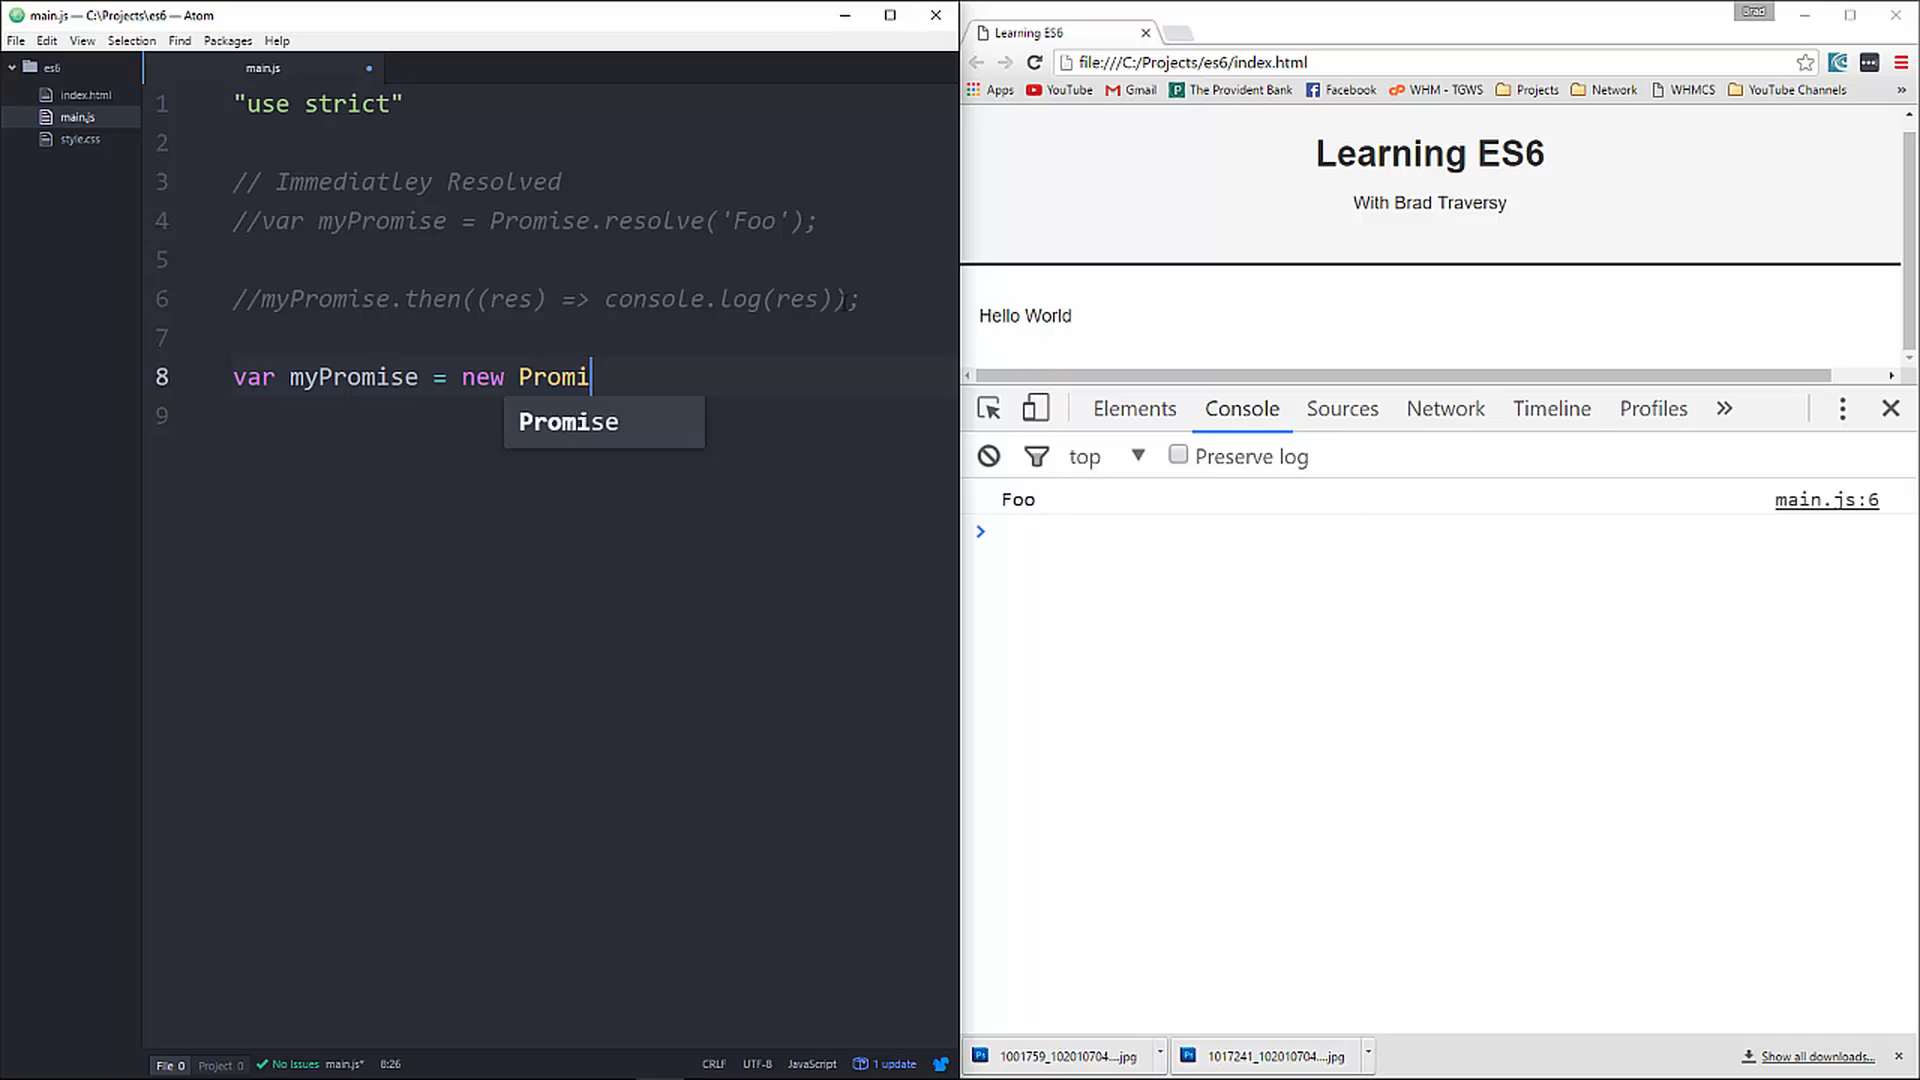 main.js — C:\Projects\es6 — Atom
File Edit View Selection Find Packages Help
es6
index.html
main.js
style.css
main.js
1 "use strict"
2
3 // Immediatley Resolved
4 //var myPromise = Promise.resolve('Foo');
5
6 //myPromise.then((res) => console.log(res));
7
8 var myPromise = new Promi
Promise
9
File 0 Project 0 No Issues main.js* 8:26 CRLF UTF-8 JavaScript 1 update
Brad
Learning ES6
file:///C:/Projects/es6/index.html
Apps YouTube Gmail The Provident Bank Facebook WHM - TGWS Projects Network WHMCS YouTube Channels »
Learning ES6
With Brad Traversy
Hello World
Elements Console Sources Network Timeline Profiles »
top Preserve log
Foo main.js:6
>
1001759_102010704....jpg 1017241_102010704....jpg Show all downloads...